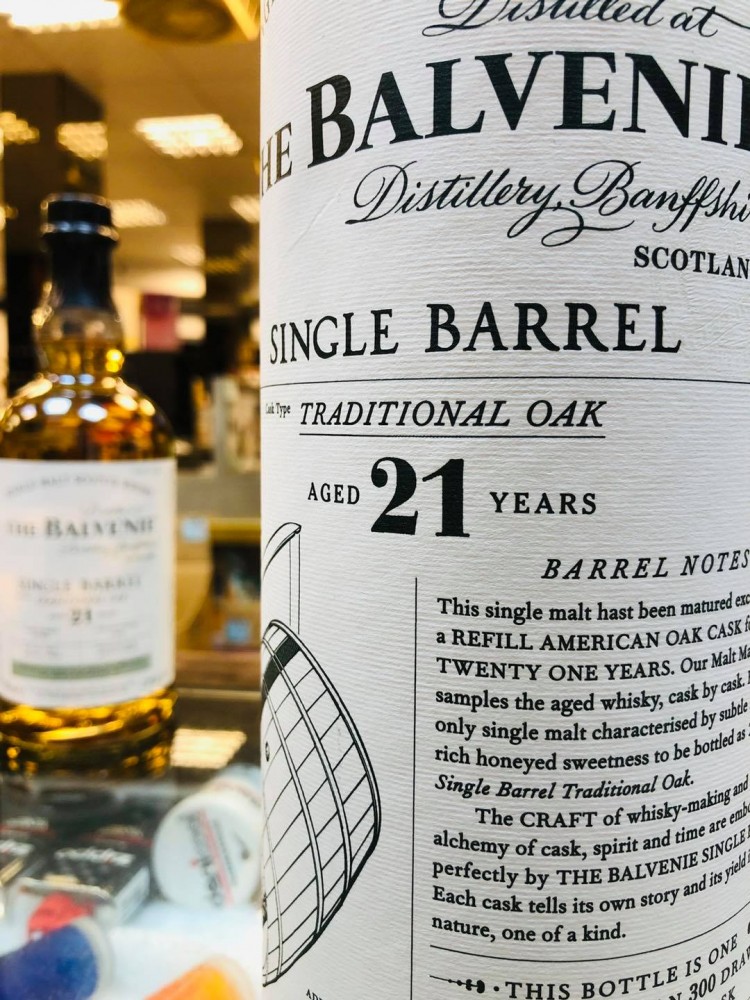 Distilled at
THE BALVENIE
Distillery, Banffshi
SCOTLAN
SINGLE BARREL
Cask Type TRADITIONAL OAK
AGED 21 YEARS
BARREL NOTES
This single malt hast been matured exc
a REFILL AMERICAN OAK CASK fo
TWENTY ONE YEARS. Our Malt Ma
samples the aged whisky, cask by cask.
only single malt characterised by subtle
rich honeyed sweetness to be bottled as
Single Barrel Traditional Oak.
The CRAFT of whisky-making and
alchemy of cask, spirit and time are embo
perfectly by THE BALVENIE SINGLE
Each cask tells its own story and its yield
nature, one of a kind.
THIS BOTTLE IS ONE
300 DRAW
THE BALVENIE
SINGLE BARREL
21